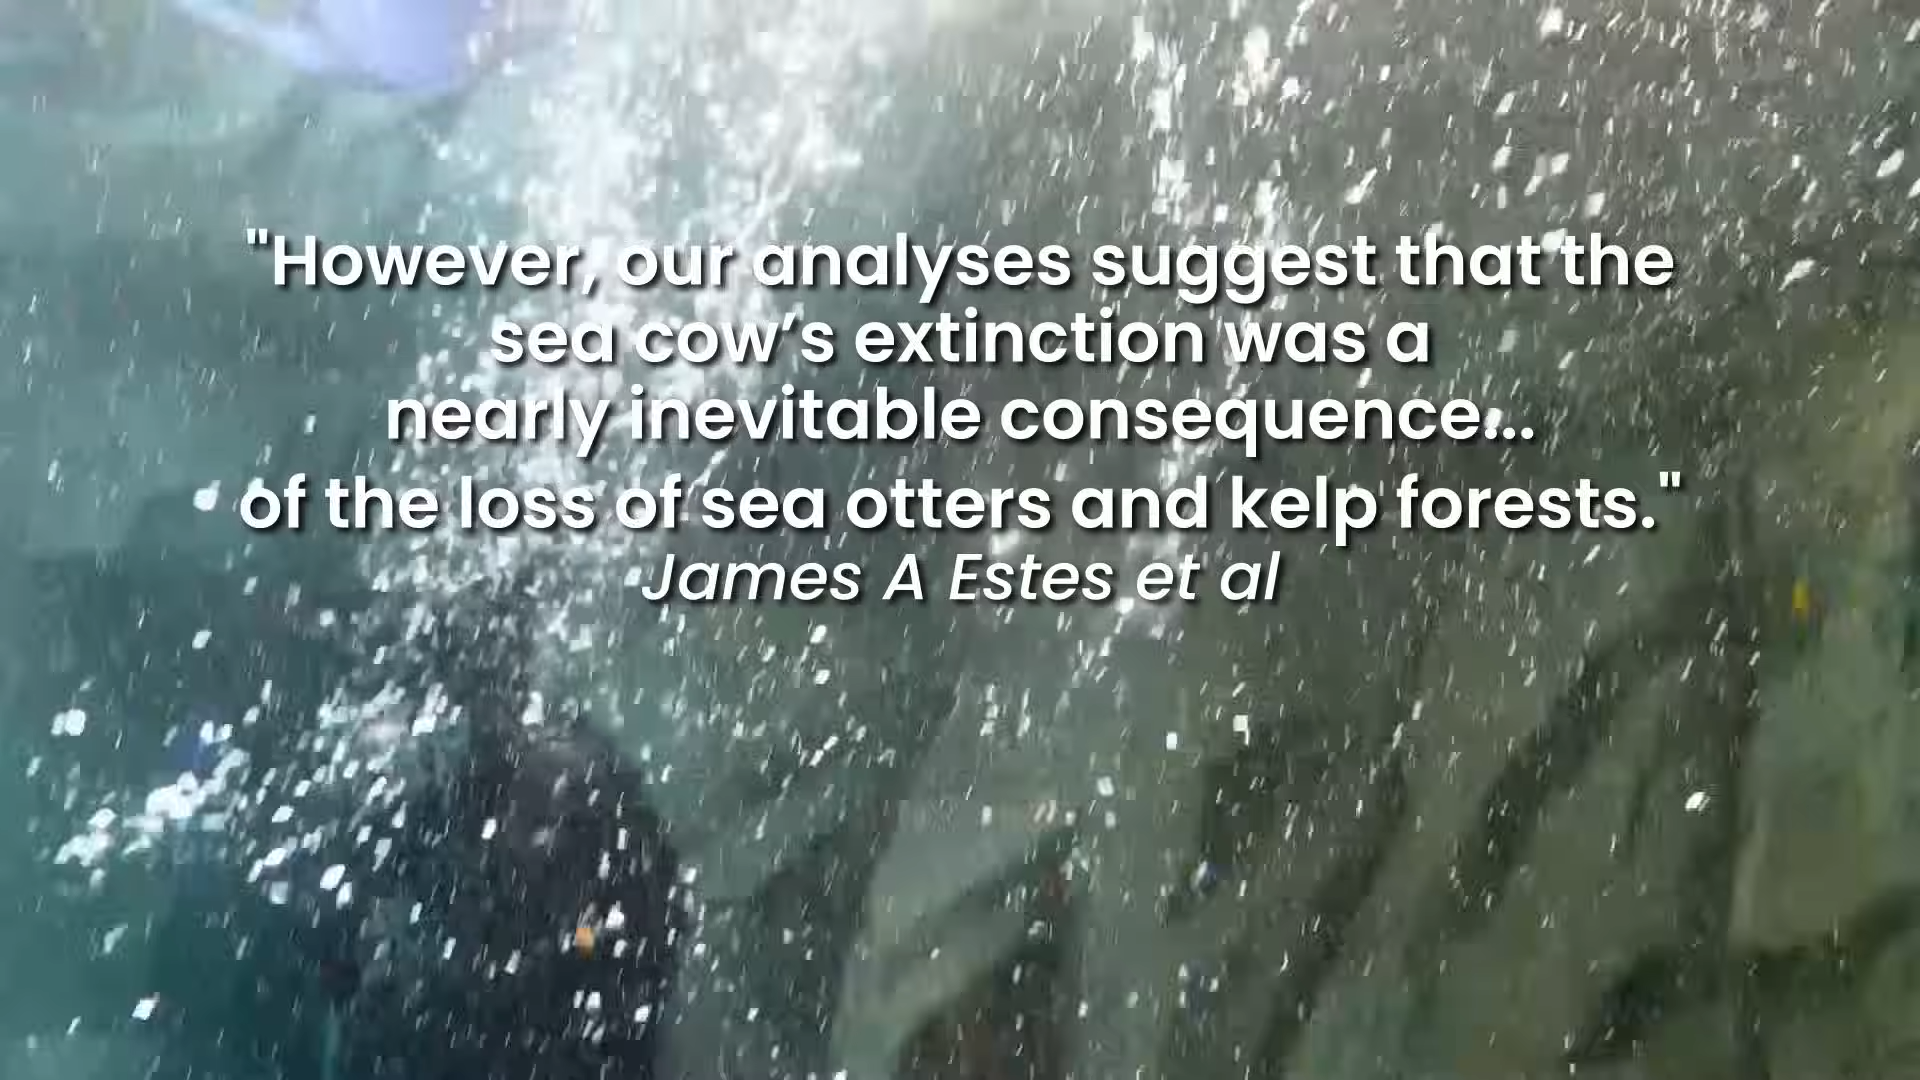 "However, our analyses suggest that the
sea cow’s extinction was a
nearly inevitable consequence...
of the loss of sea otters and kelp forests."
James A Estes et al